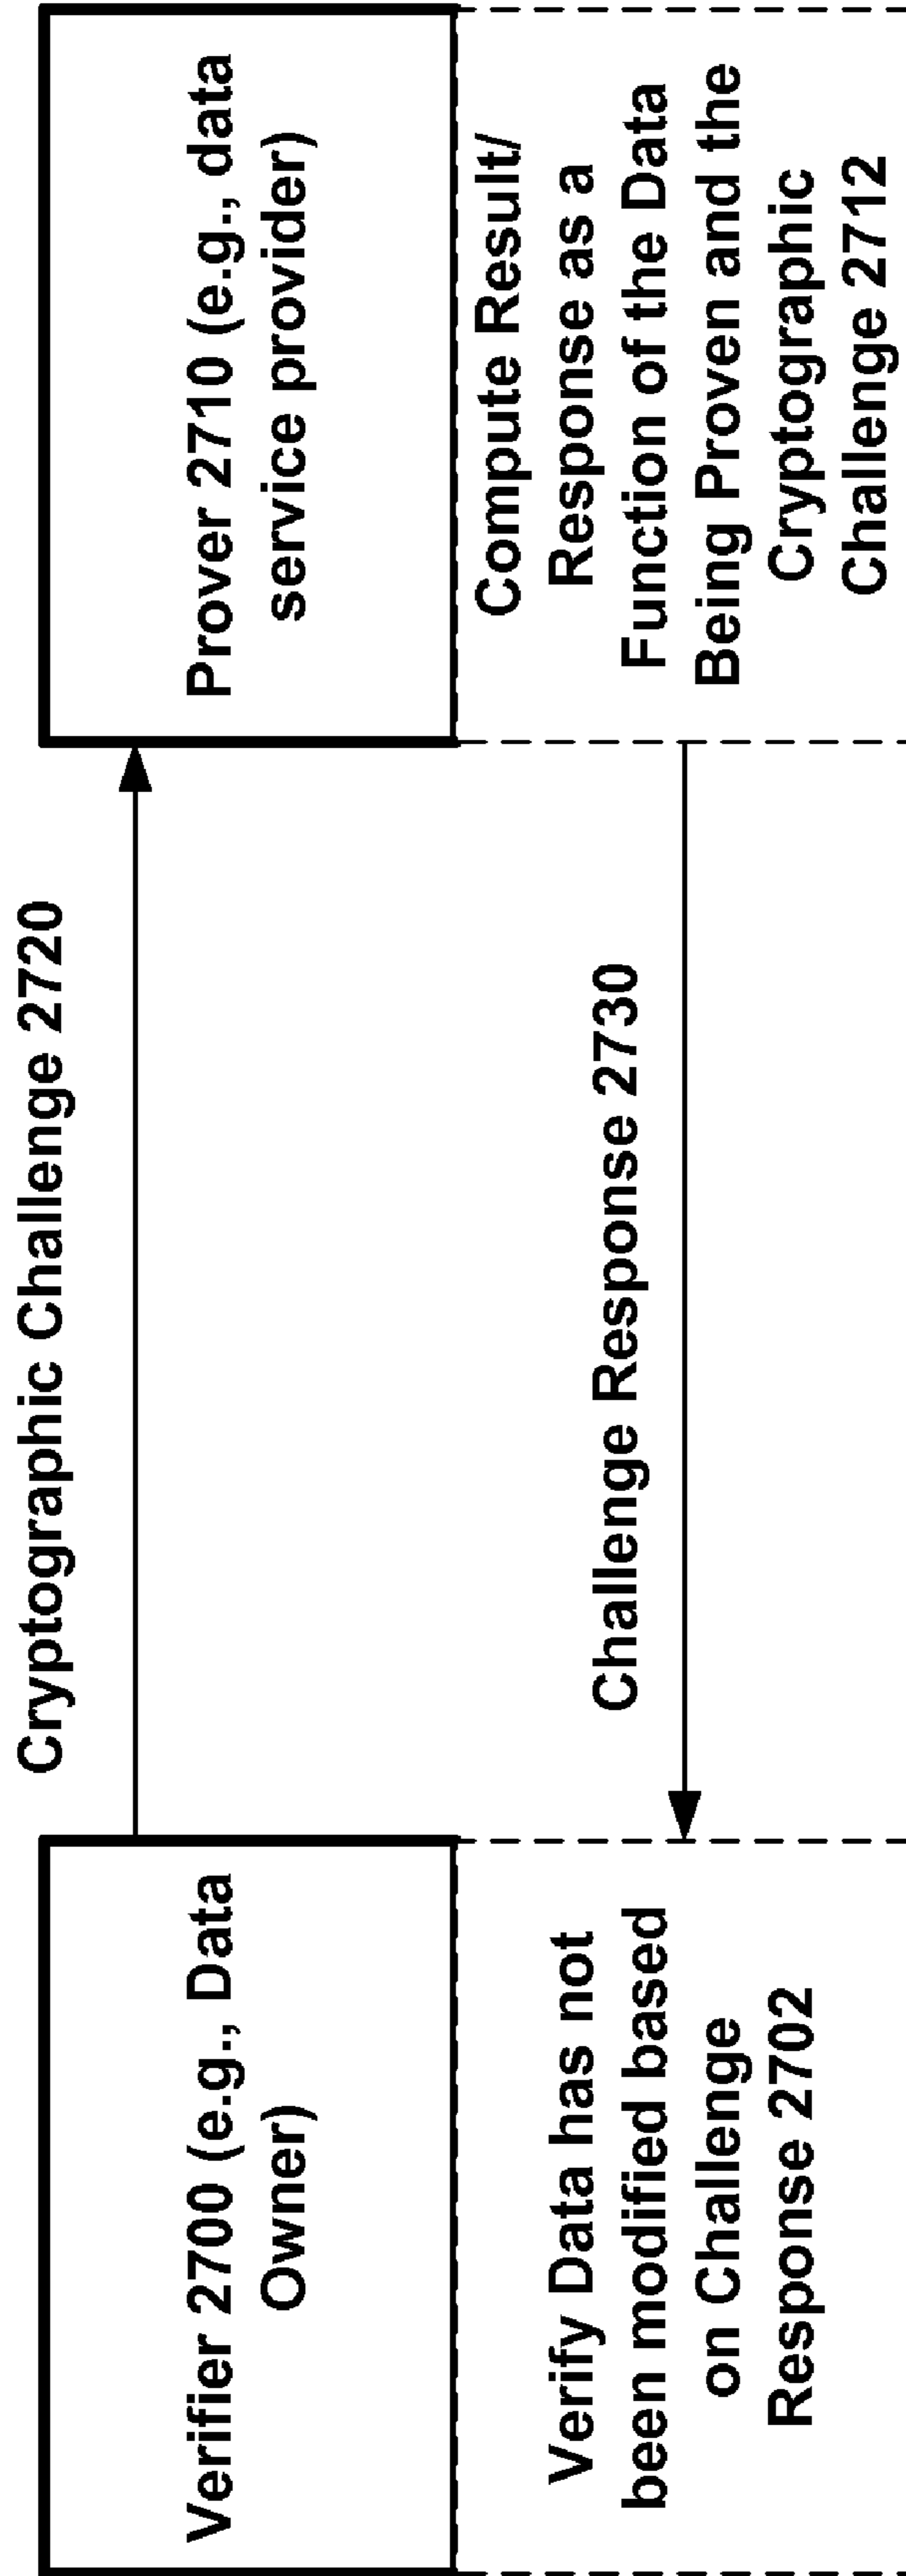 Cryptographic Challenge 2720
Verifier 2700 (e.g., Data
Owner)
Prover 2710 (e.g., data
service provider)
Compute Result/
Response as a
Function of the Data
Being Proven and the
Cryptographic
Challenge 2712
Challenge Response 2730
Verify Data has not
been modified based
on Challenge
Response 2702